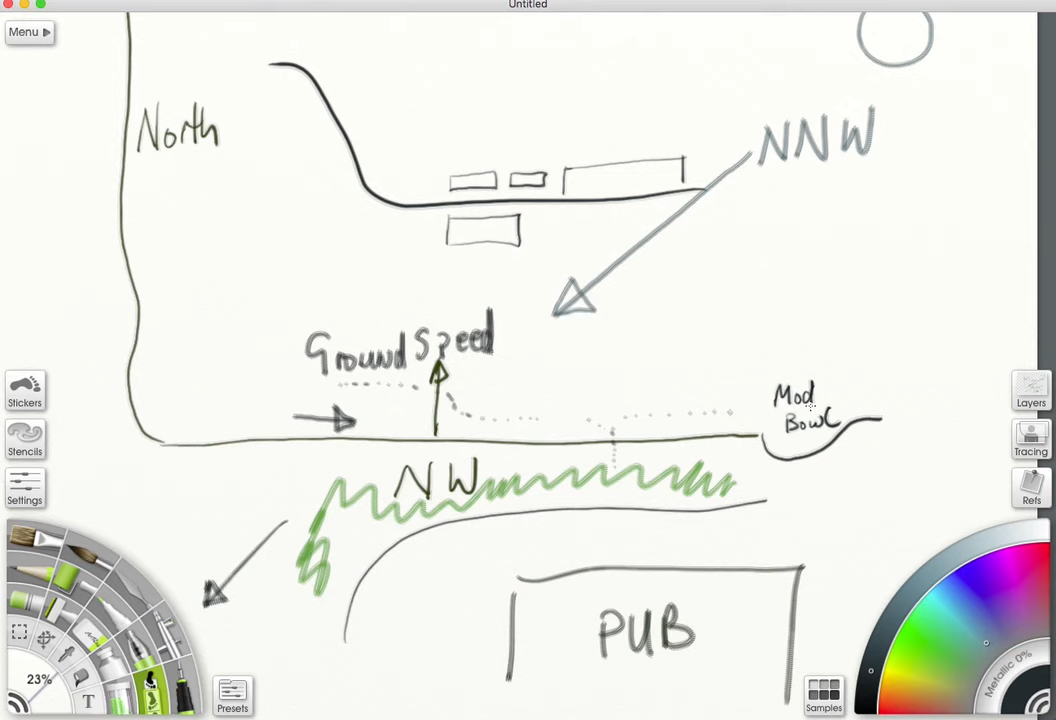 Untitled
Menu
North
NNW
Ground Speed
Mod
Bowl
NW
PUB
Stickers
Stencils
Settings
Layers
Tracing
Refs
23%
T
Presets
Samples
Metallic 0%